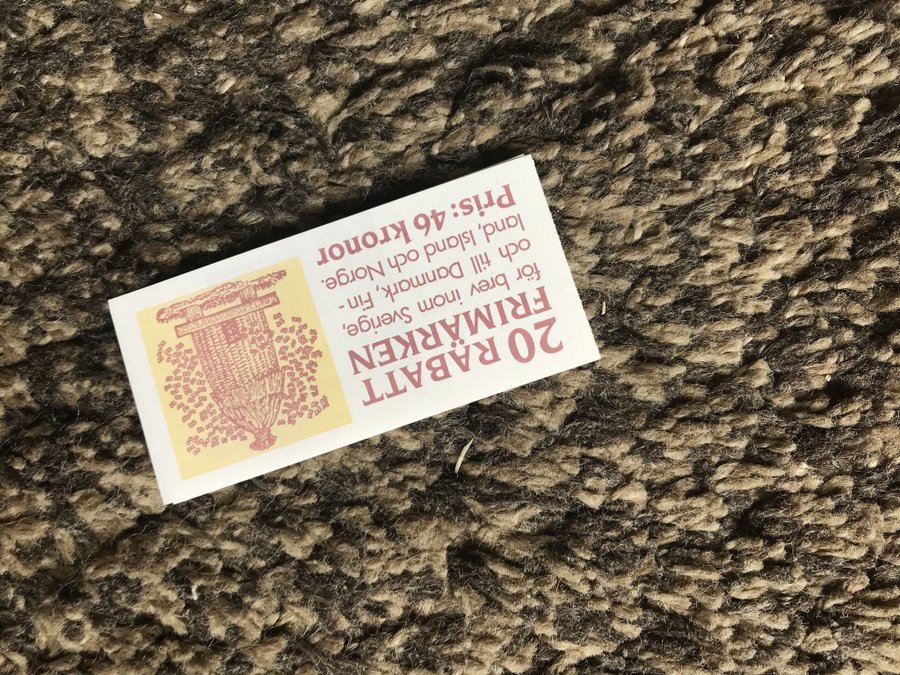 20 RABATT
FRIMÄRKEN
för brev inom Sverige,
och till Danmark, Fin-
land, Island och Norge.
Pris: 46 kronor